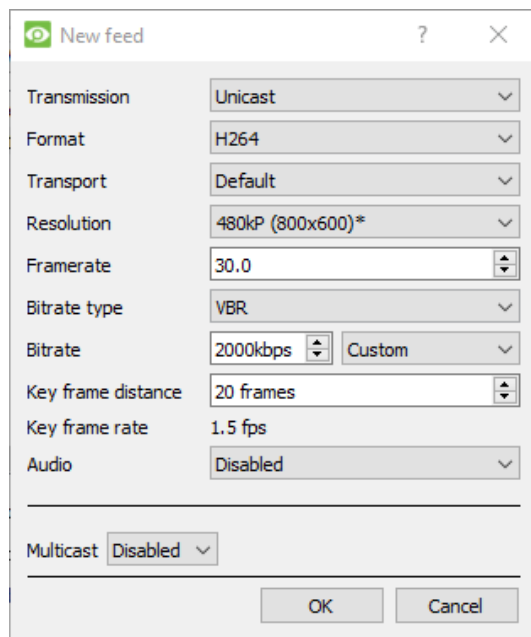 New feed ?
Transmission Unicast
Format H264
Transport Default
Resolution 480kP (800x600)*
Framerate 30.0
Bitrate type VBR
Bitrate 2000kbps Custom
Key frame distance 20 frames
Key frame rate 1.5 fps
Audio Disabled
Multicast Disabled
OK Cancel